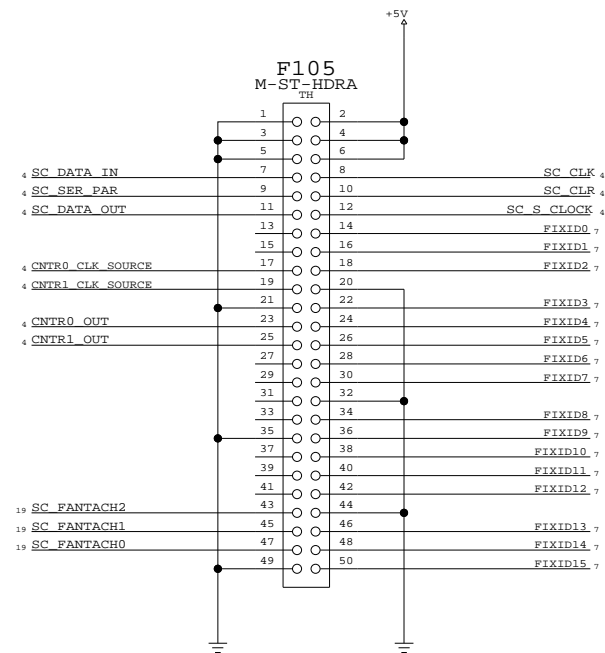 +5V
F105
M-ST-HDRA
TH
1 2
3 4
5 6
4 SC_DATA_IN 7 8 SC_CLK 4
4 SC_SER_PAR 9 10 SC_CLR 4
4 SC_DATA_OUT 11 12 SC_S_CLOCK 4
13 14 FIXID0 7
15 16 FIXID1 7
4 CNTR0_CLK_SOURCE 17 18 FIXID2 7
4 CNTR1_CLK_SOURCE 19 20
21 22 FIXID3 7
4 CNTR0_OUT 23 24 FIXID4 7
4 CNTR1_OUT 25 26 FIXID5 7
27 28 FIXID6 7
29 30 FIXID7 7
31 32
33 34 FIXID8 7
35 36 FIXID9 7
37 38 FIXID10 7
39 40 FIXID11 7
41 42 FIXID12 7
19 SC_FANTACH2 43 44
19 SC_FANTACH1 45 46 FIXID13 7
19 SC_FANTACH0 47 48 FIXID14 7
49 50 FIXID15 7